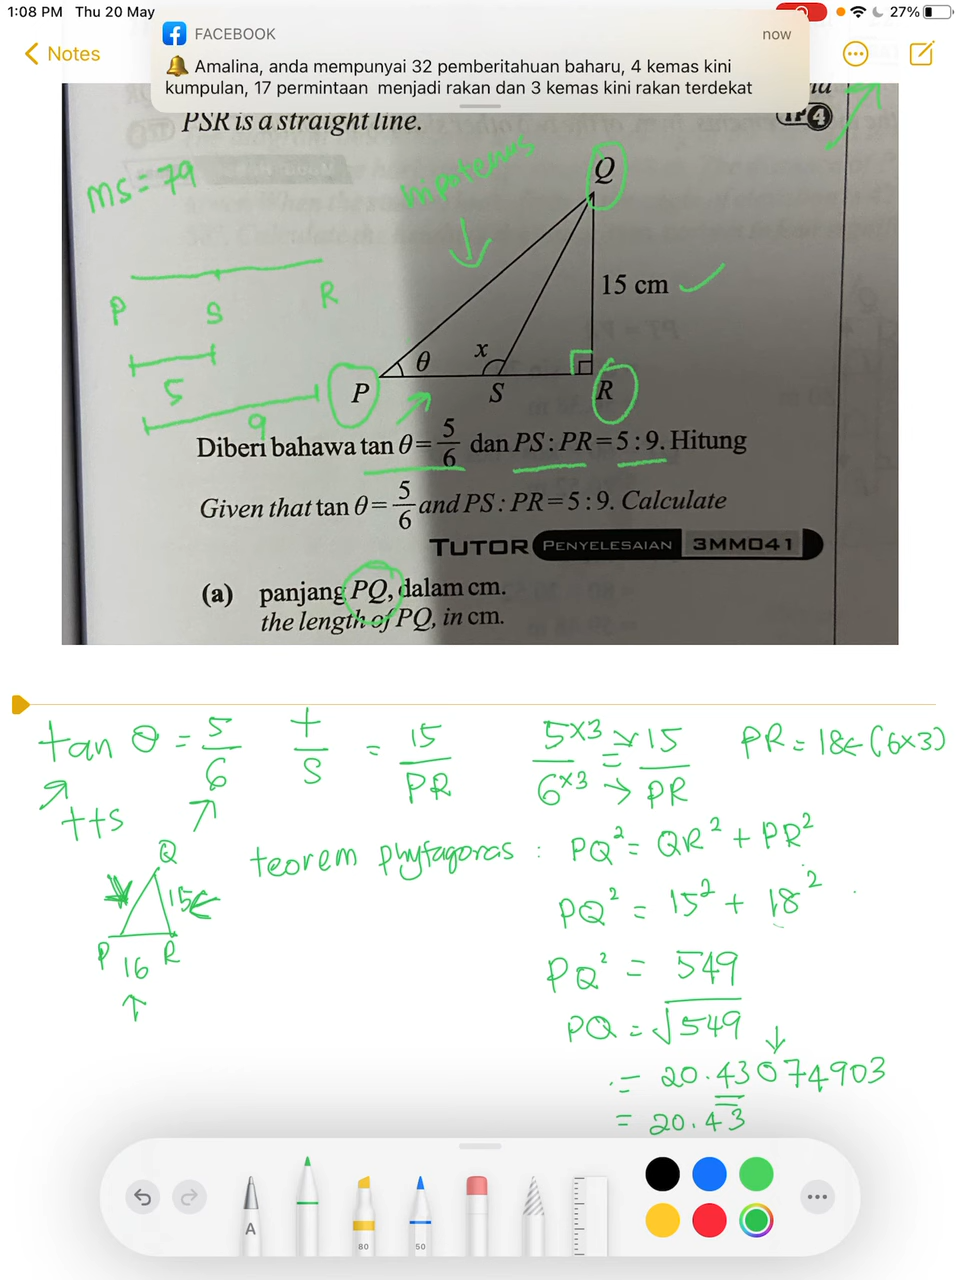 1:08 PM Thu 20 May
27%
Notes
FACEBOOK
now
Amalina, anda mempunyai 32 pemberitahuan baharu, 4 kemas kini
kumpulan, 17 permintaan menjadi rakan dan 3 kemas kini rakan terdekat
PSR is a straight line.
TP 4
ms = 79
hipotenus
Q
15 cm
P S R
5
9
θ
x
P
S
R
Diberi bahawa tan θ = 5/6 dan PS : PR = 5 : 9. Hitung
Given that tan θ = 5/6 and PS : PR = 5 : 9. Calculate
TUTOR PENYELESAIAN 3MM041
(a) panjang PQ, dalam cm.
the length of PQ, in cm.
tan θ = 5/6 t/s = 15/PR 5×3/6×3 = 15/PR PR = 18 ← (6×3)
tts
teorem phytagoras : PQ² = QR² + PR²
Q
15
P 16 R
PQ² = 15² + 18²
PQ² = 549
PQ = √549
= 20.43074903
= 20.43
A
80
50